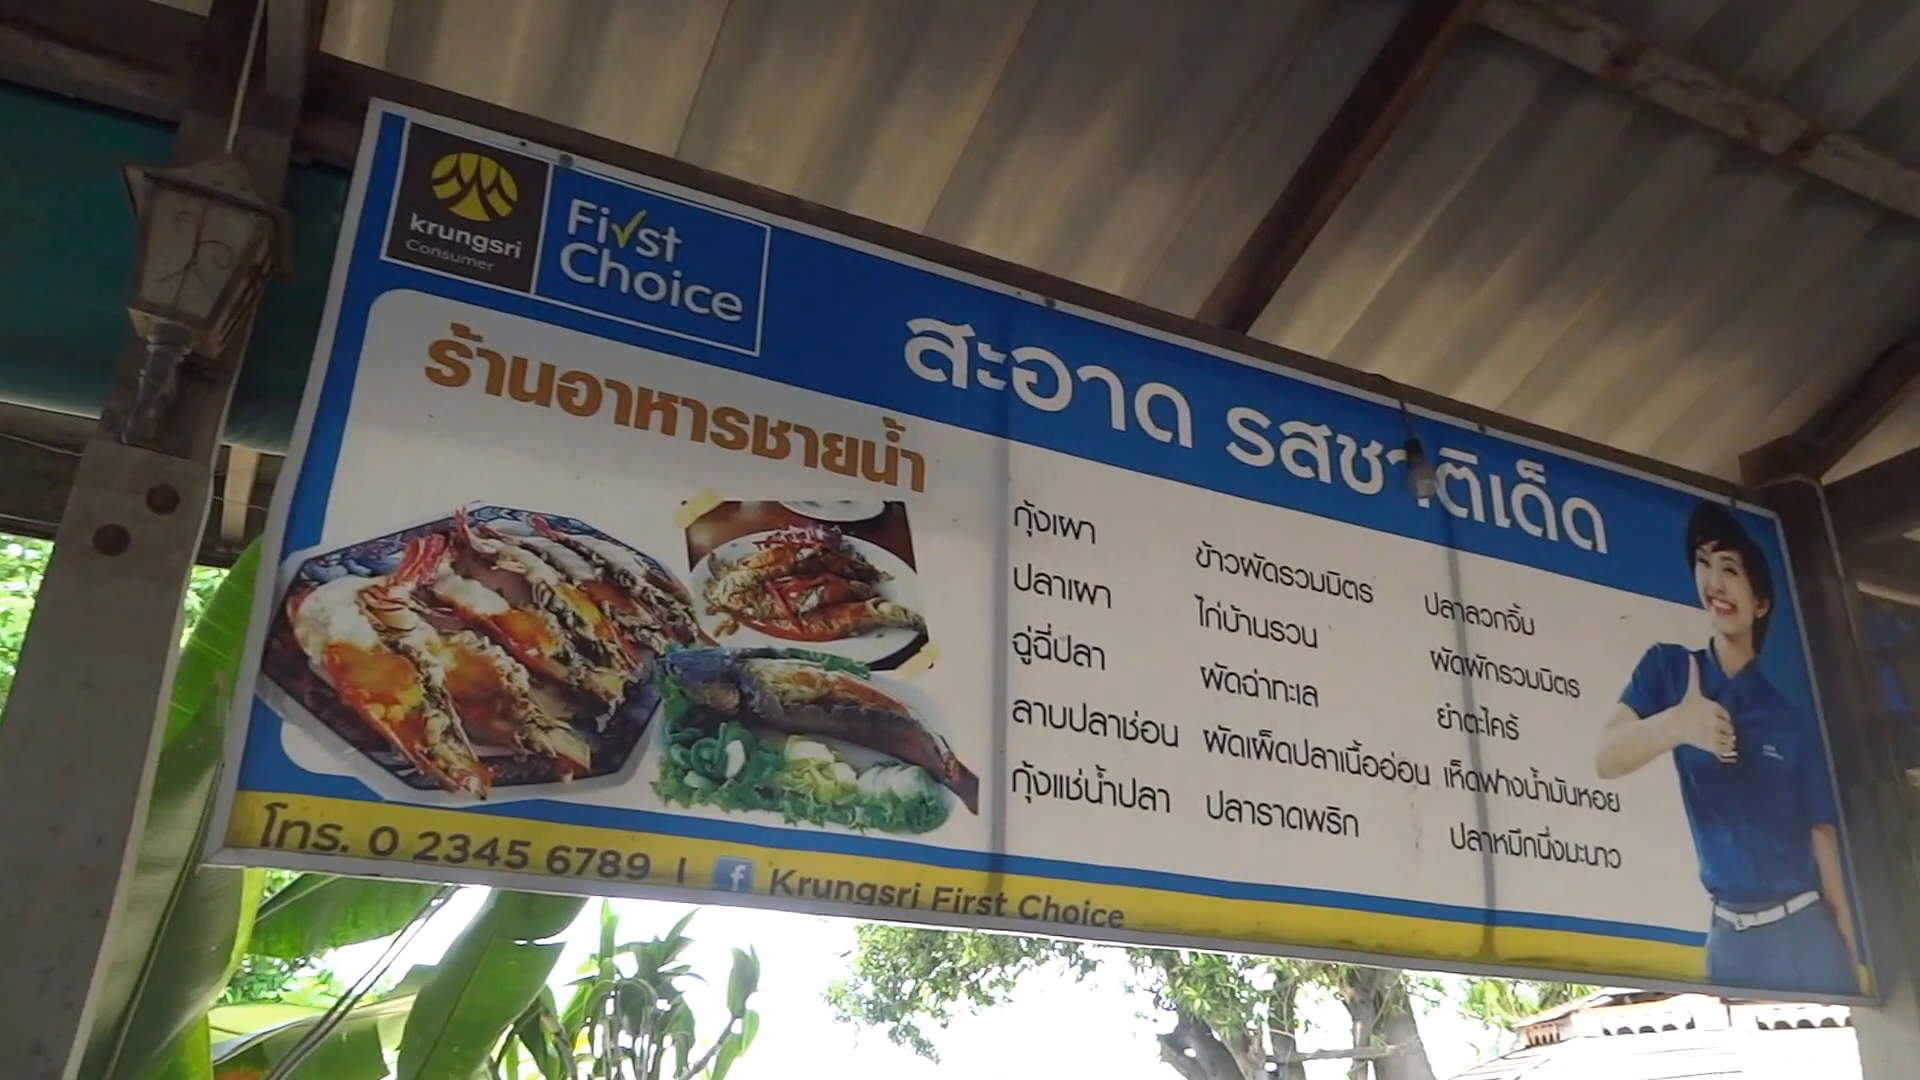 krungsri
Consumer
First
Choice
สะอาด รสชาติเด็ด
ร้านอาหารชายน้ำ
กุ้งเผา
ปลาเผา
ฉู่ฉี่ปลา
ลาบปลาช่อน
กุ้งแช่น้ำปลา
ข้าวผัดรวมมิตร
ไก่บ้านรวน
ผัดฉ่าทะเล
ผัดเผ็ดปลาเนื้ออ่อน
ปลาราดพริก
ปลาลวกจิ้ม
ผัดผักรวมมิตร
ยำตะไคร้
เห็ดฟางน้ำมันหอย
ปลาหมึกนึ่งมะนาว
โทร. 0 2345 6789 | f Krungsri First Choice